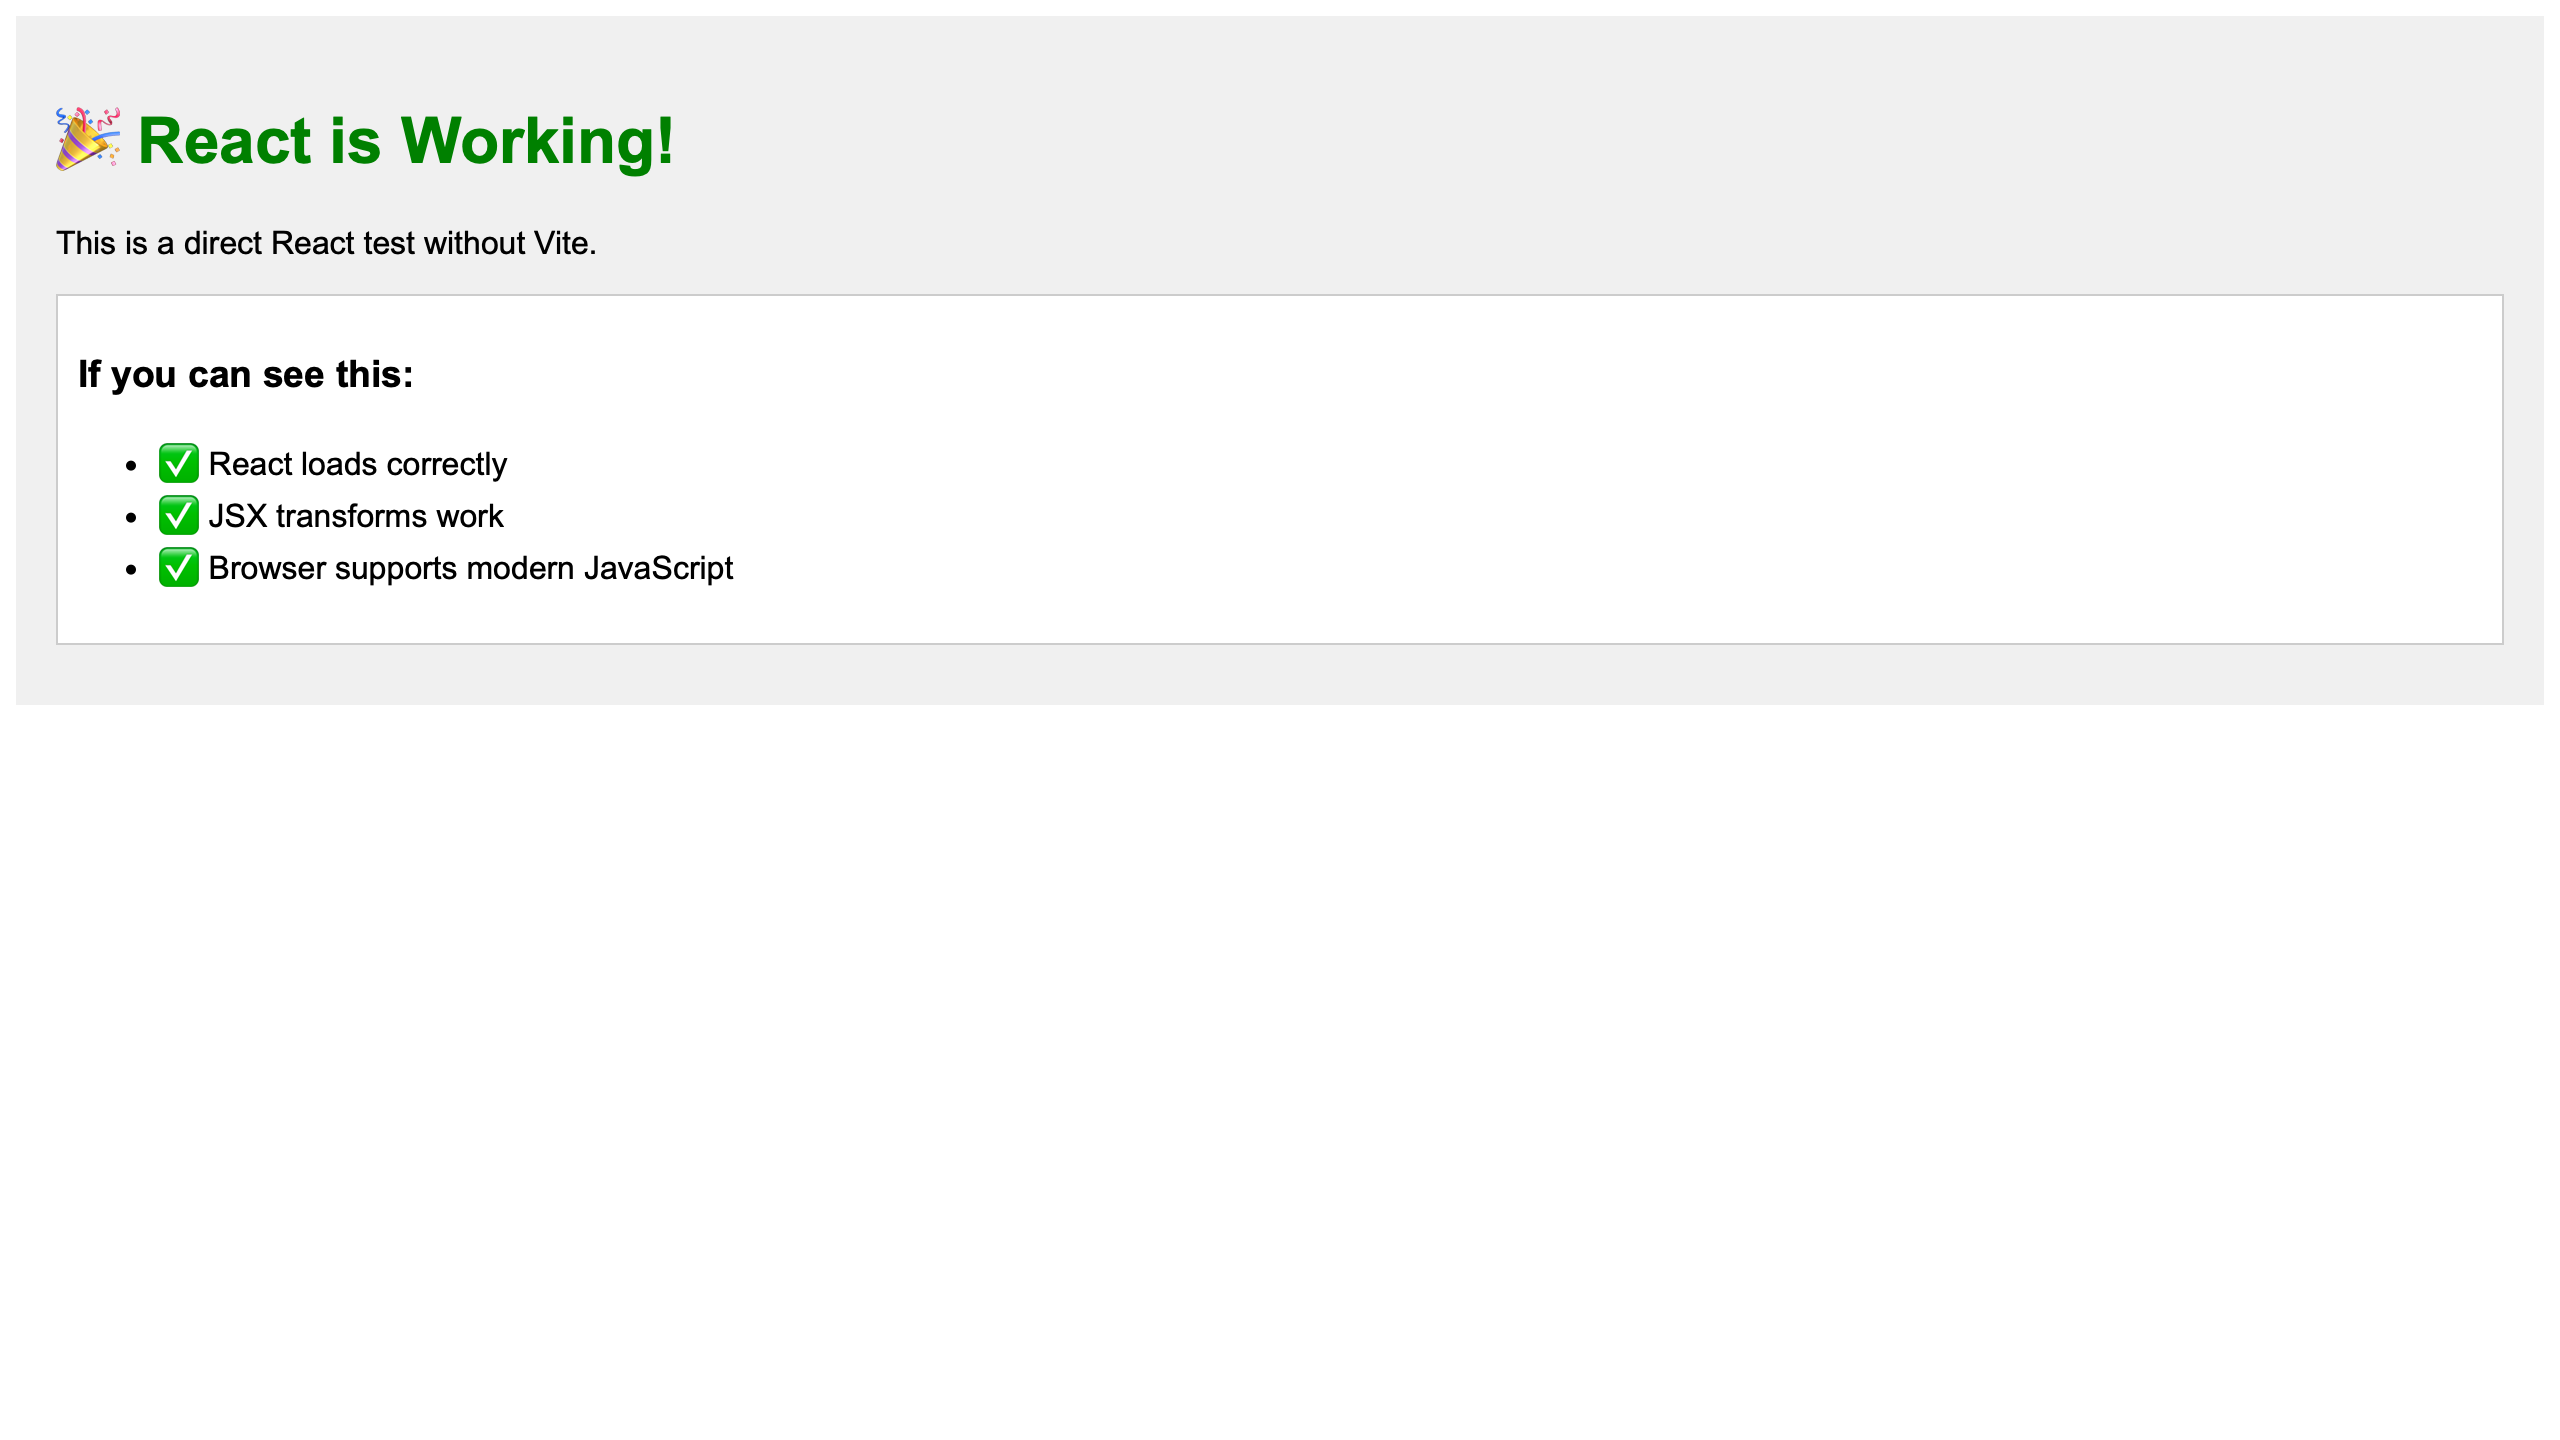 🎉 React is Working!
This is a direct React test without Vite.
If you can see this:
• ✅ React loads correctly
• ✅ JSX transforms work
• ✅ Browser supports modern JavaScript